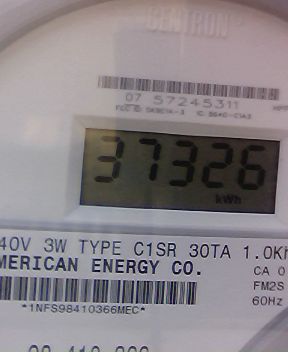 CENTRON®
07 57245311
37326
kWh
40V 3W TYPE C1SR 30TA 1.0Kh
MERICAN ENERGY CO.
CA 0
FM2S
60Hz
*1NFS98410366MEC*